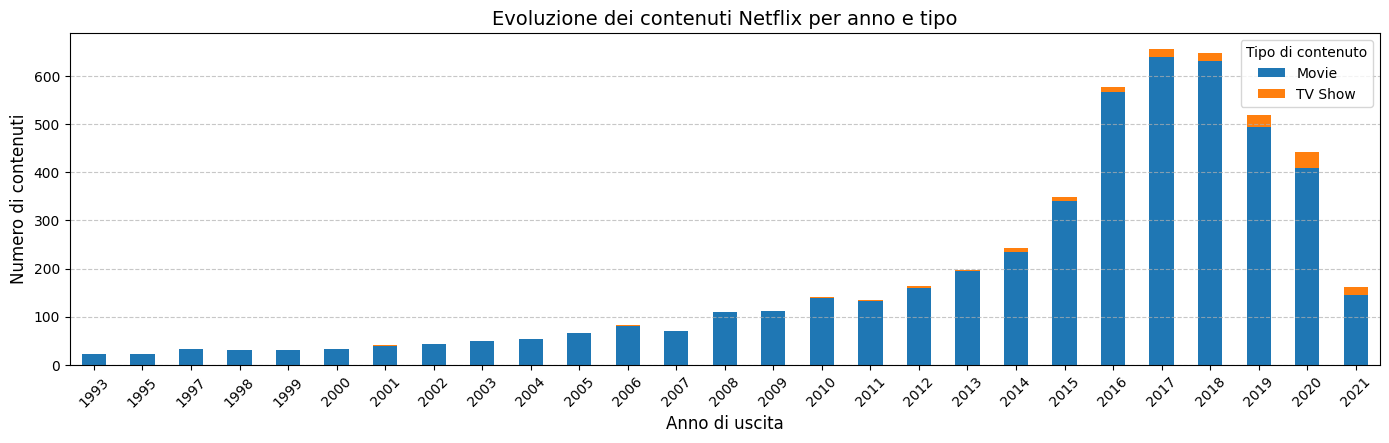 Evoluzione dei contenuti Netflix per anno e tipo
Numero di contenuti
600
500
400
300
200
100
0
Tipo di contenuto
Movie
TV Show
1993 1995 1997 1998 1999 2000 2001 2002 2003 2004 2005 2006 2007 2008 2009 2010 2011 2012 2013 2014 2015 2016 2017 2018 2019 2020 2021
Anno di uscita